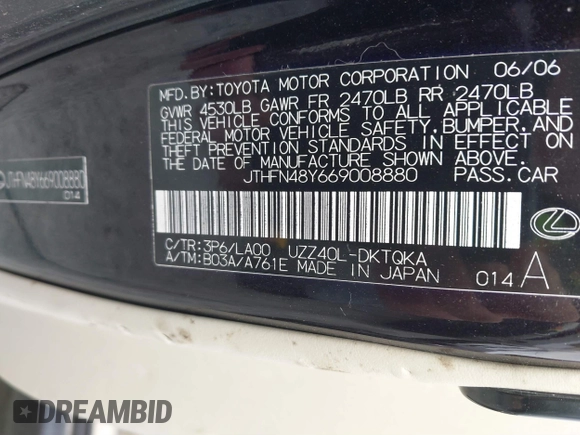 MFD.BY:TOYOTA MOTOR CORPORATION 06/06
GVWR 4530LB GAWR FR 2470LB RR 2470LB
THIS VEHICLE CONFORMS TO ALL APPLICABLE
FEDERAL MOTOR VEHICLE SAFETY, BUMPER, AND
THEFT PREVENTION STANDARDS IN EFFECT ON
THE DATE OF MANUFACTURE SHOWN ABOVE.
JTHFN48Y669008880 PASS.CAR
C/TR:3P6/LA00 UZZ40L-DKTQKA
A/TM:B03A/A761E MADE IN JAPAN
014 A
JTHFN48Y669008880
014
DREAMBID